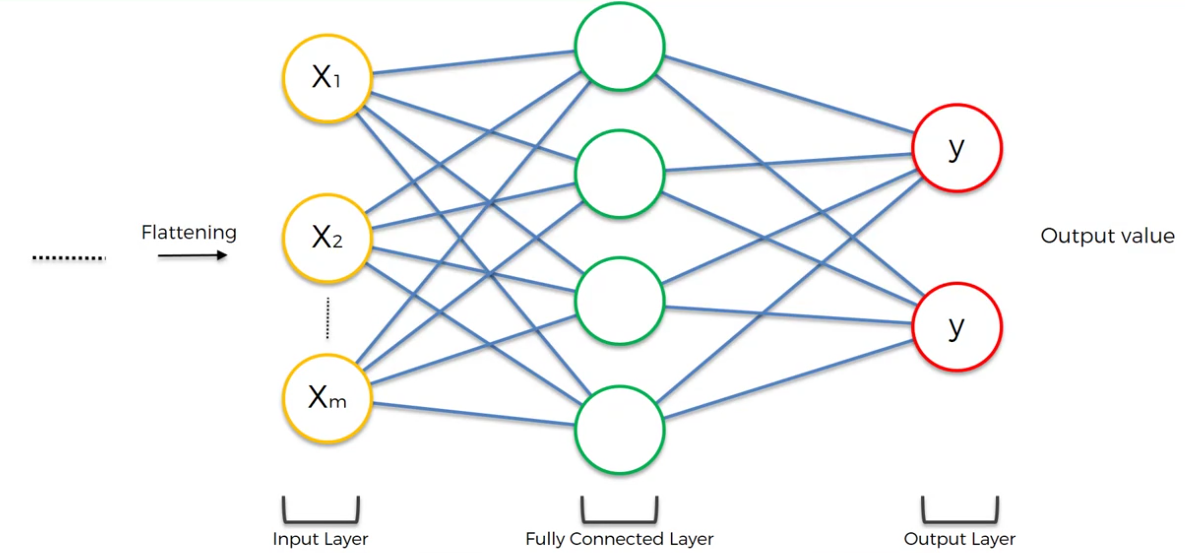 X1
X2
Xm
Flattening
y
y
Output value
Input Layer
Fully Connected Layer
Output Layer